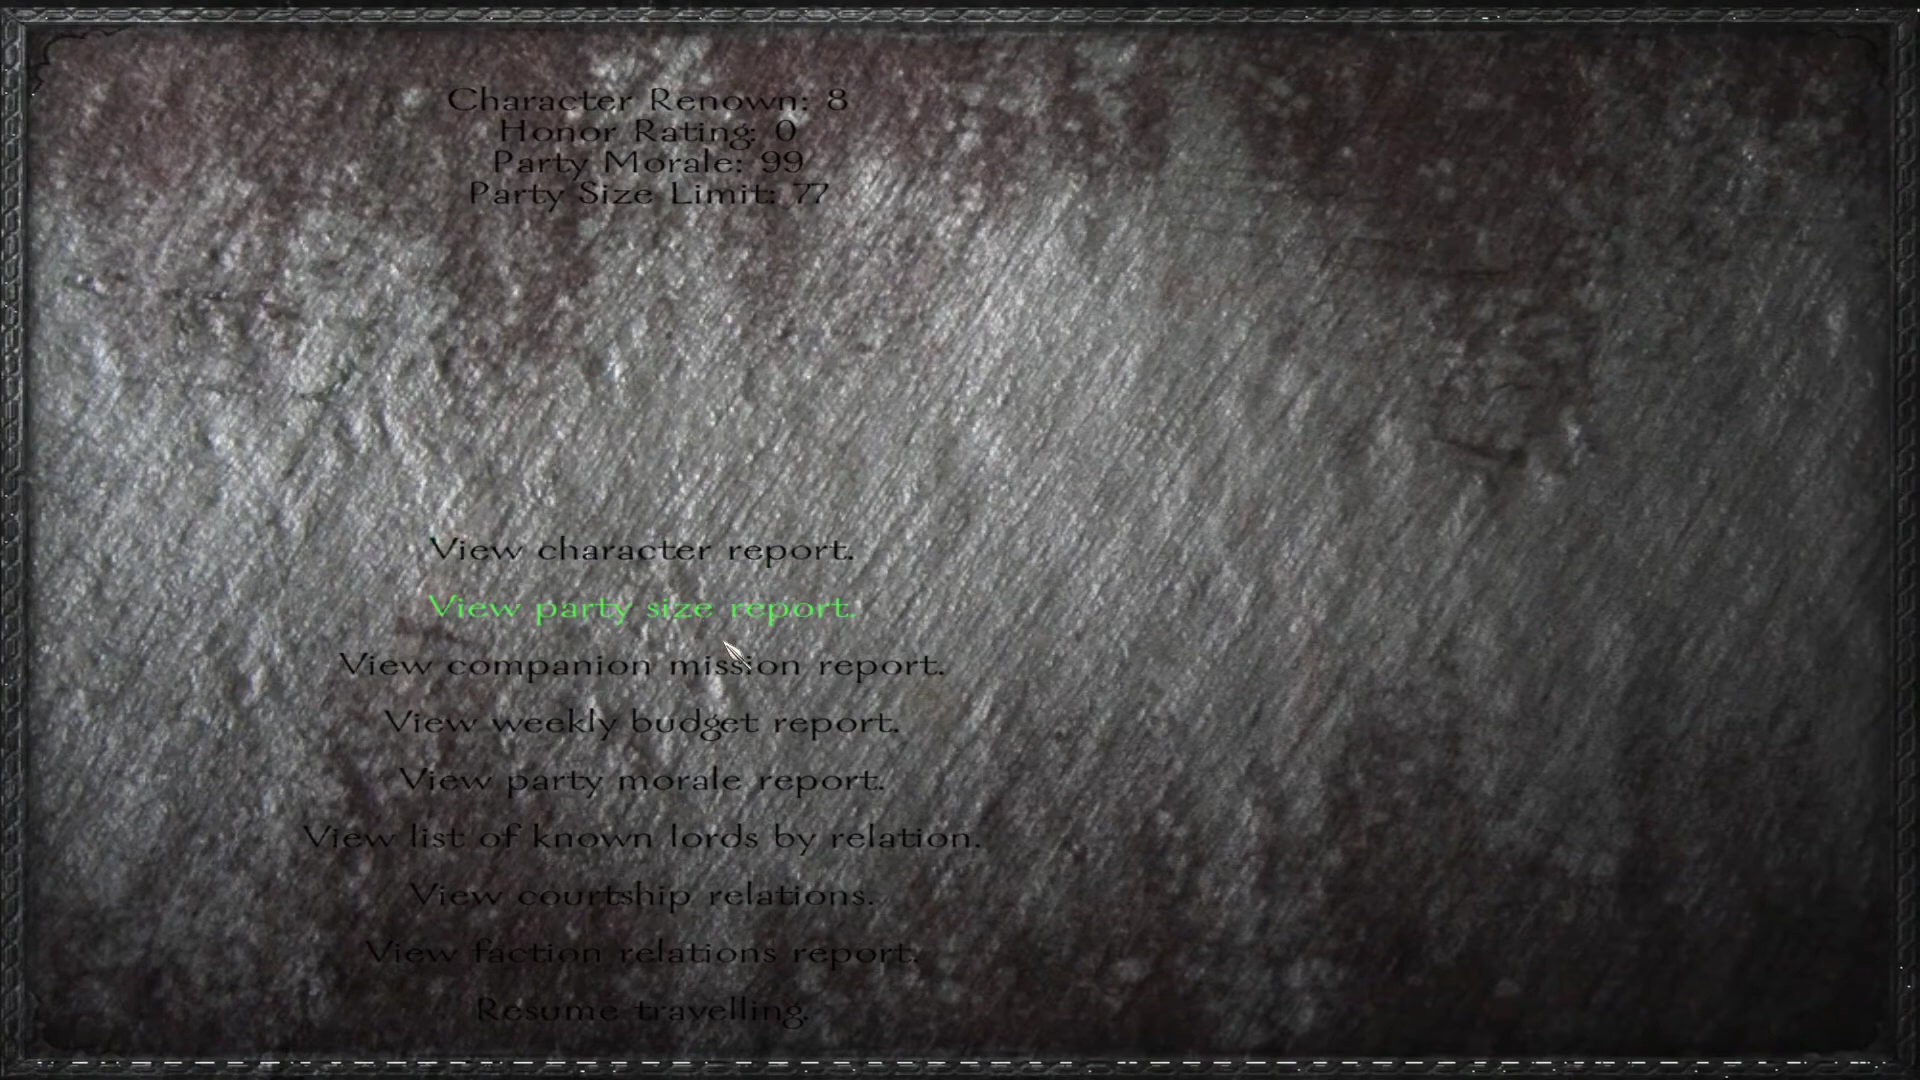 Character Renown: 8
Honor Rating: 0
Party Morale: 99
Party Size Limit: 77
View character report.
View party size report.
View companion mission report.
View weekly budget report.
View party morale report.
View list of known lords by relation.
View courtship relations.
View faction relations report.
Resume travelling.